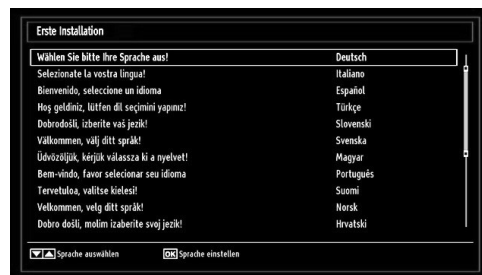 Erste Installation
Wählen Sie bitte Ihre Sprache aus! Deutsch
Selezionate la vostra lingua! Italiano
Bienvenido, seleccione un idioma Español
Hoş geldiniz, lütfen dil seçimini yapınız! Türkçe
Dobrodošli, izberite vaš jezik! Slovenski
Välkommen, välj ditt språk! Svenska
Üdvözöljük, kérjük válassza ki a nyelvet! Magyar
Bem-vindo, favor selecionar seu idioma Português
Tervetuloa, valitse kielesi! Suomi
Velkommen, velg ditt språk! Norsk
Dobro došli, molim izaberite svoj jezik! Hrvatski
Sprache auswählen OK Sprache einstellen